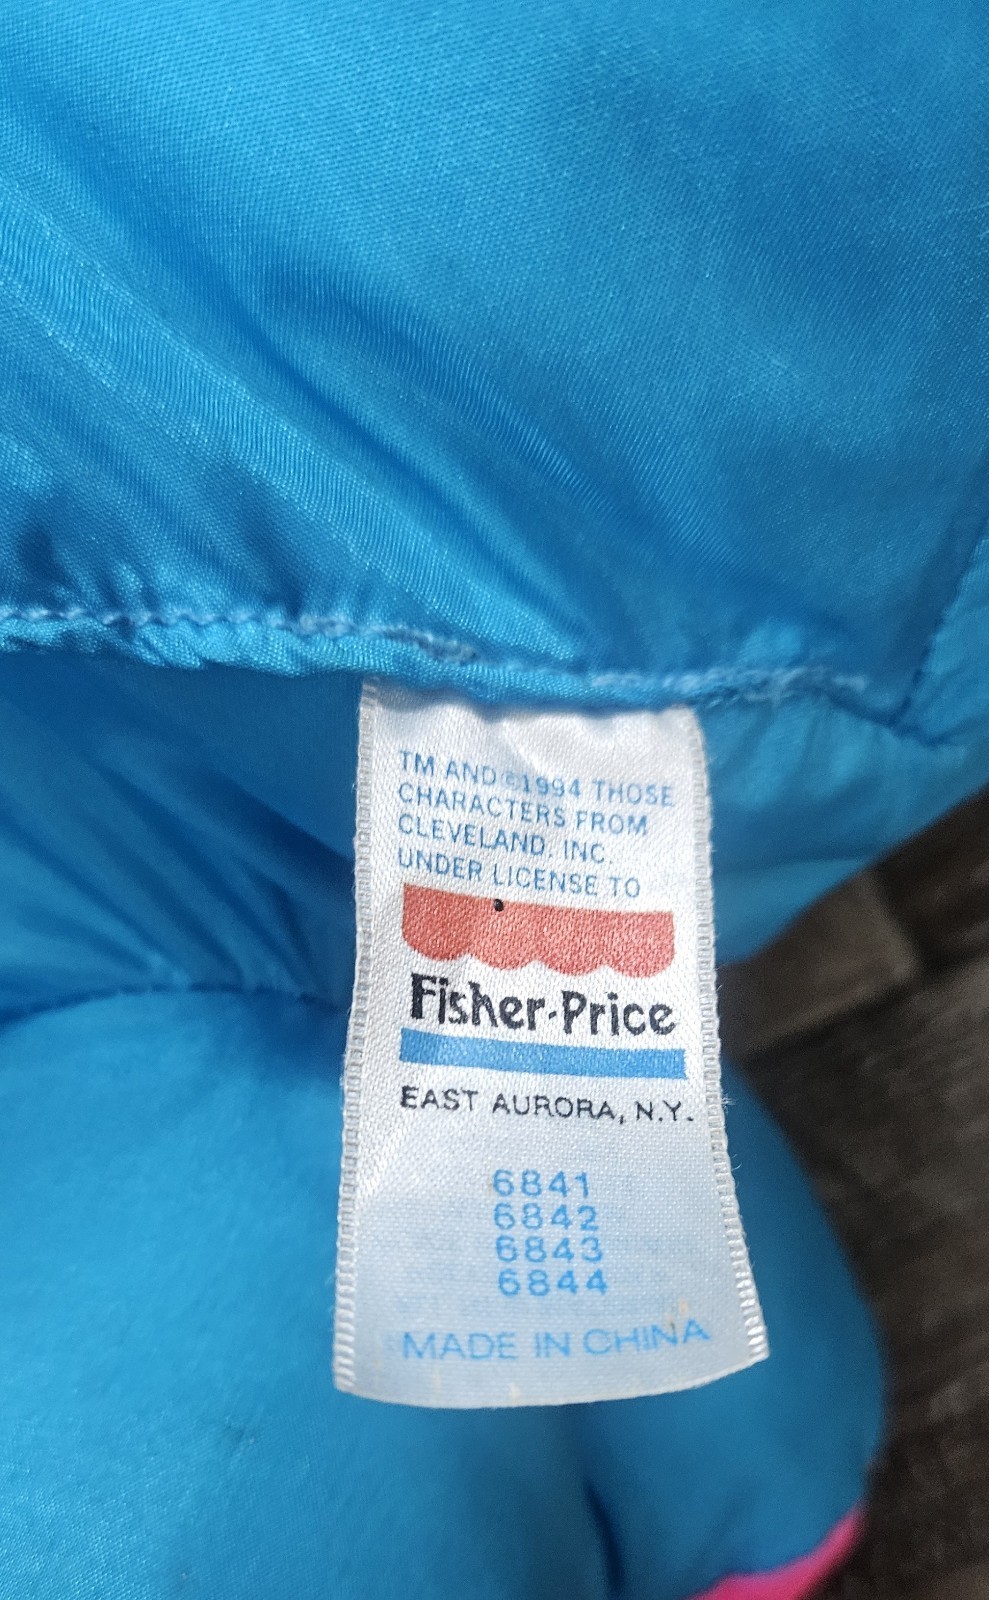 TM AND ©1994 THOSE
CHARACTERS FROM
CLEVELAND, INC.
UNDER LICENSE TO
Fisher-Price
EAST AURORA, N.Y.
6841
6842
6843
6844
MADE IN CHINA